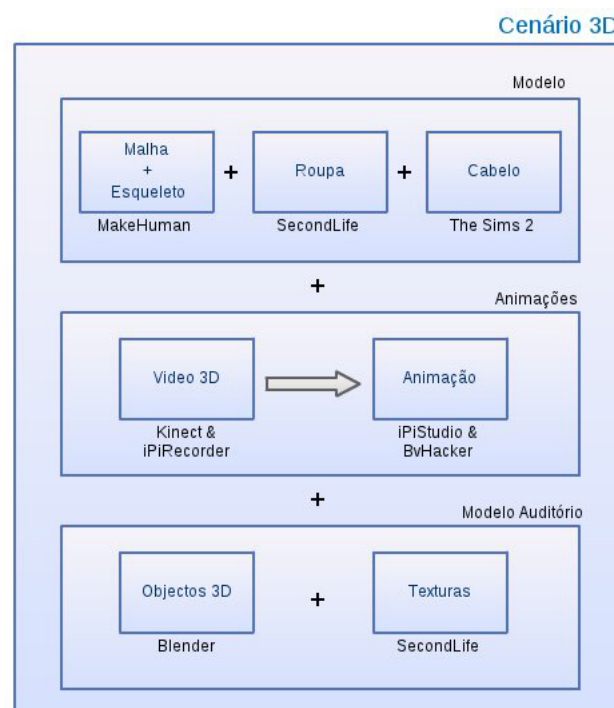 Cenário 3D
Modelo
Malha
+
Esqueleto
+
Roupa
+
Cabelo
MakeHuman
SecondLife
The Sims 2
+
Animações
Video 3D
Animação
Kinect &
iPiRecorder
iPiStudio &
BvHacker
+
Modelo Auditório
Objectos 3D
+
Texturas
Blender
SecondLife